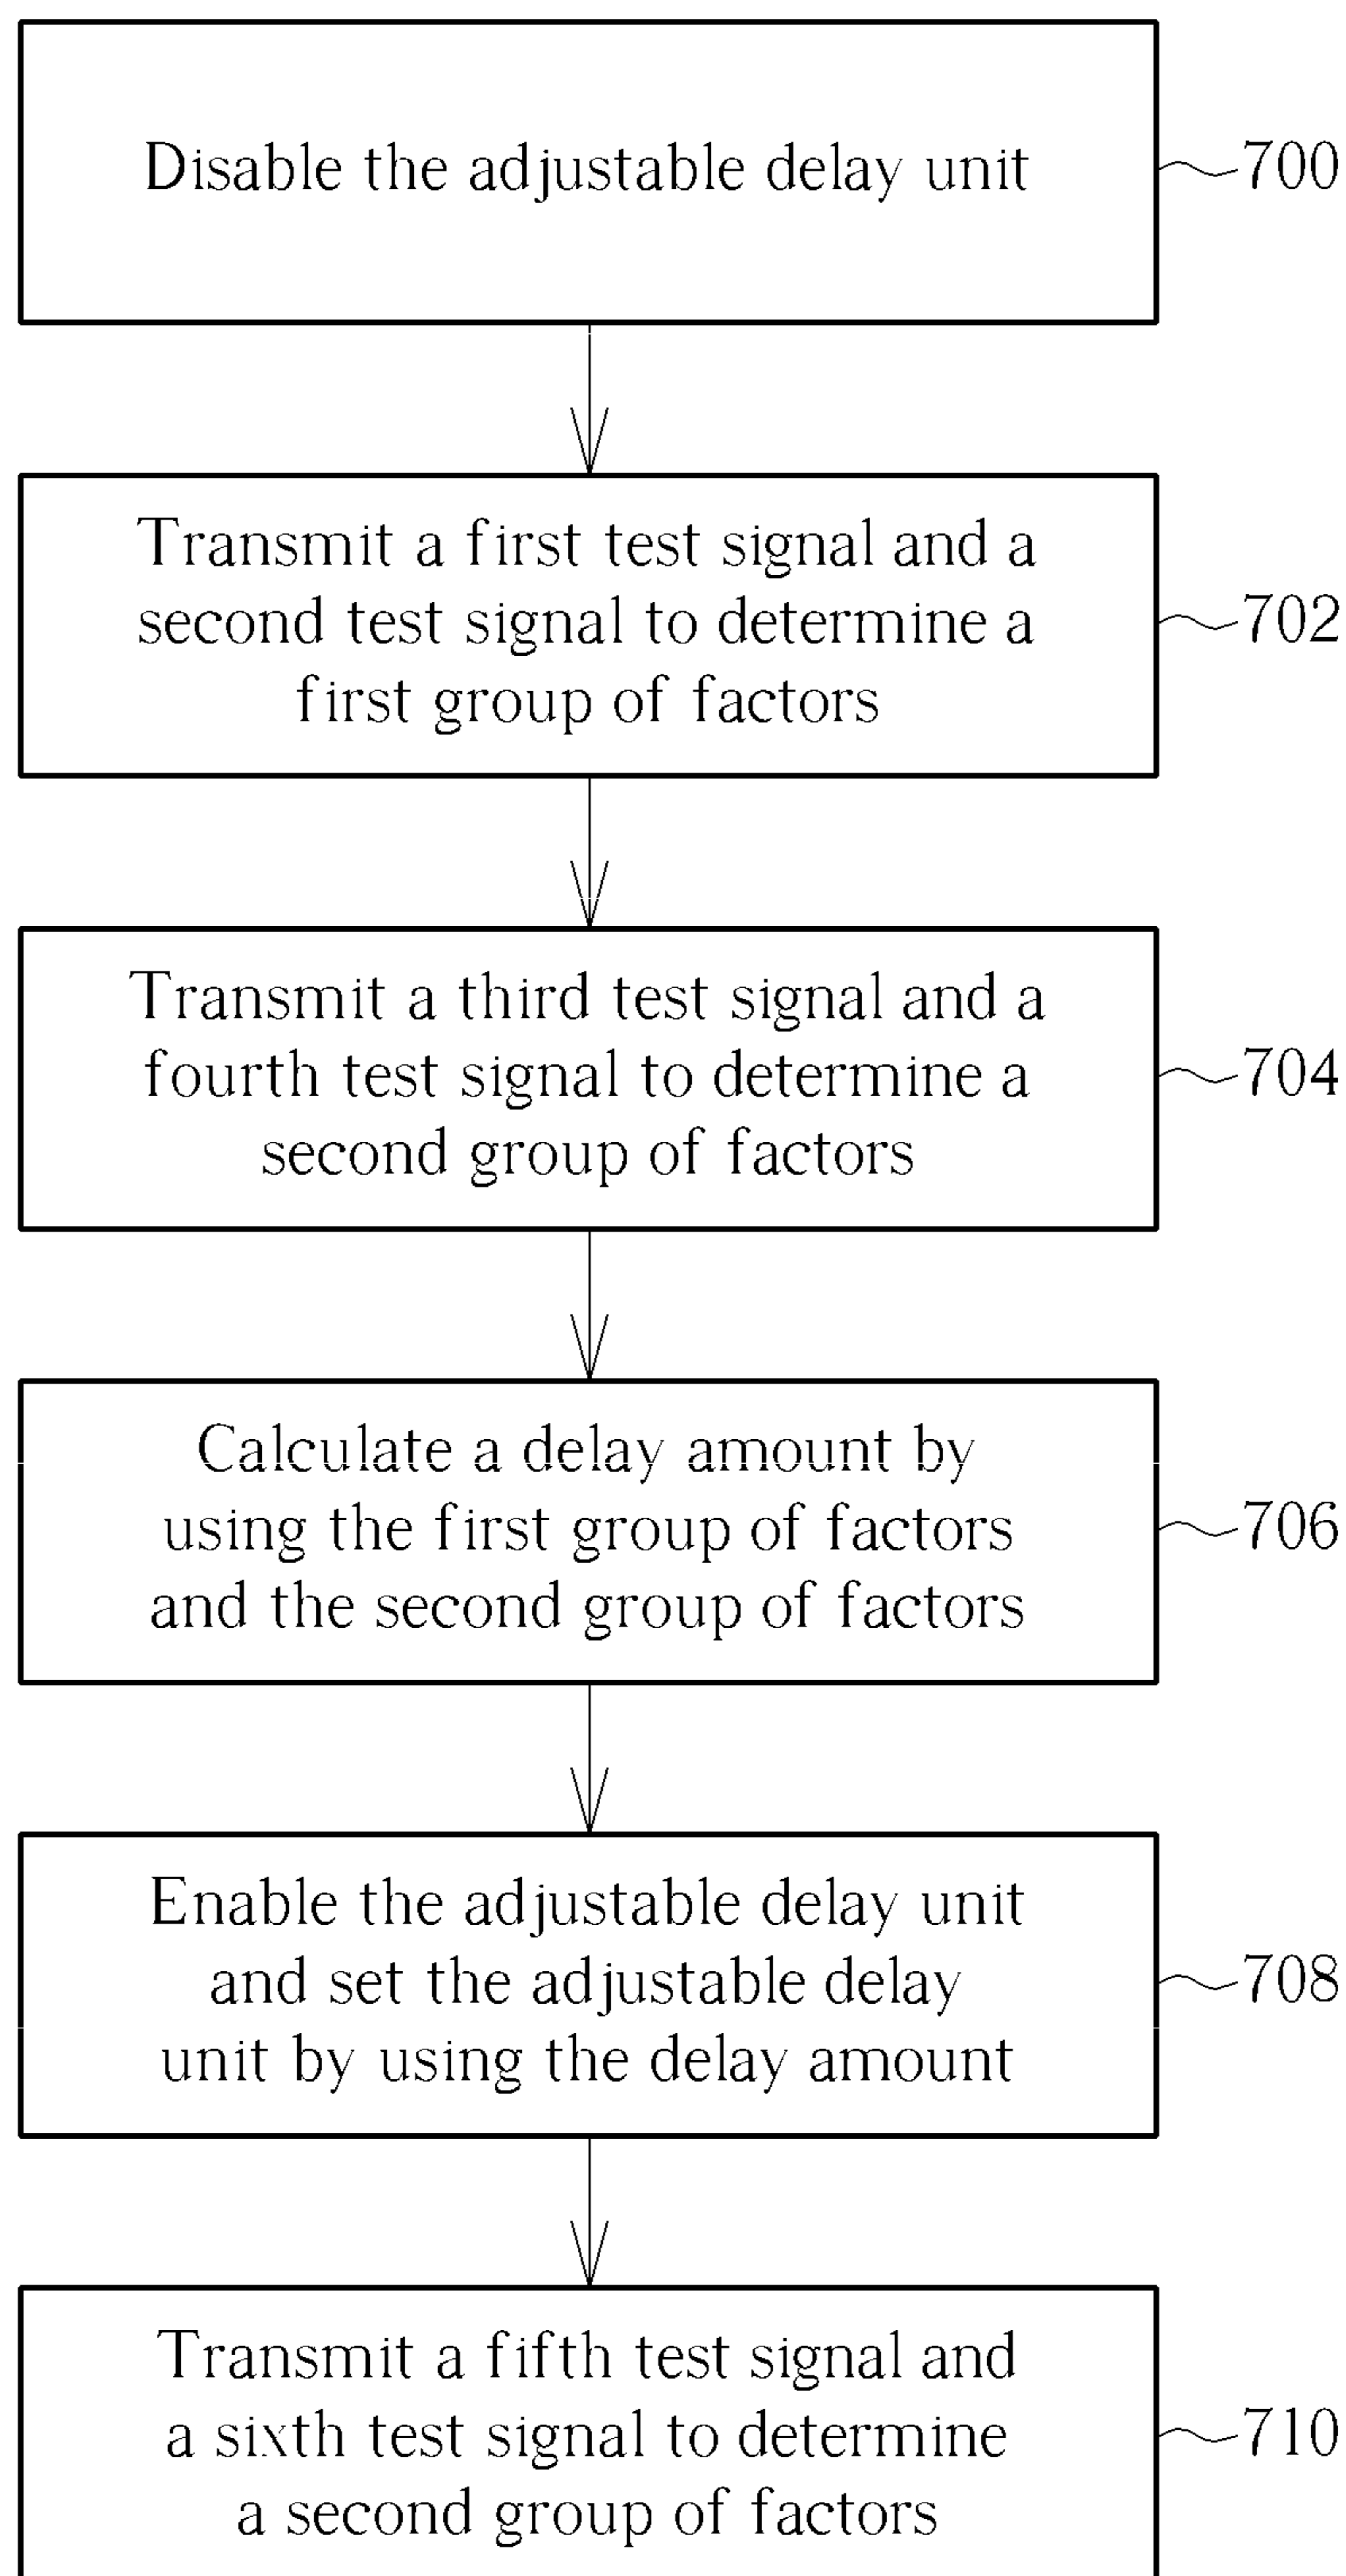 Disable the adjustable delay unit
700
Transmit a first test signal and a
second test signal to determine a
first group of factors
702
Transmit a third test signal and a
fourth test signal to determine a
second group of factors
704
Calculate a delay amount by
using the first group of factors
and the second group of factors
706
Enable the adjustable delay unit
and set the adjustable delay
unit by using the delay amount
708
Transmit a fifth test signal and
a sixth test signal to determine
a second group of factors
710